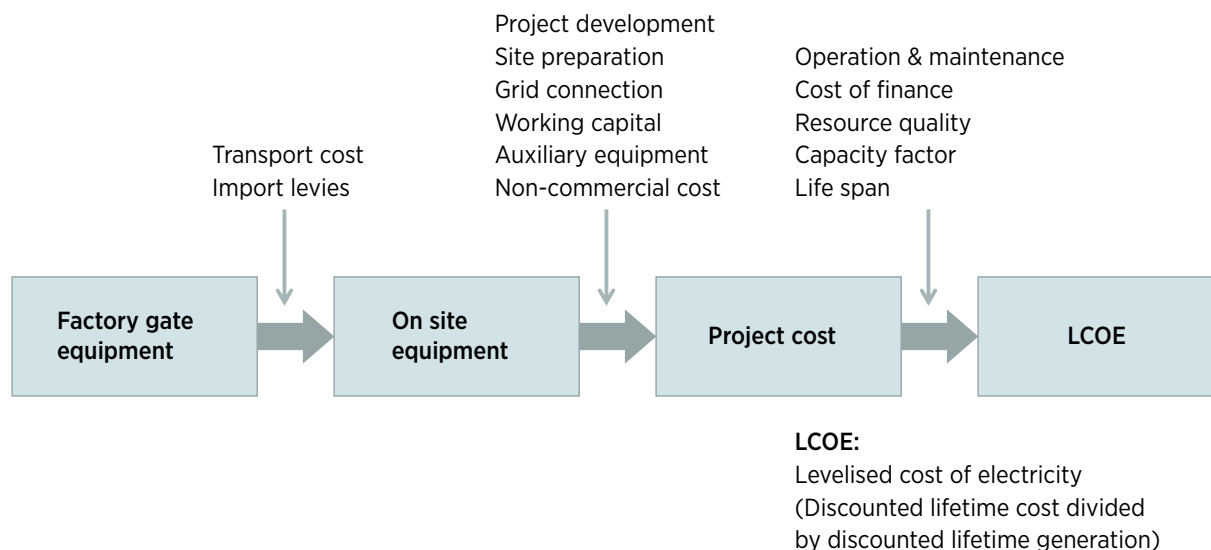 Project development
Site preparation
Grid connection
Working capital
Auxiliary equipment
Non-commercial cost
Operation & maintenance
Cost of finance
Resource quality
Capacity factor
Life span
Transport cost
Import levies
Factory gate
equipment
On site
equipment
Project cost
LCOE
LCOE:
Levelised cost of electricity
(Discounted lifetime cost divided
by discounted lifetime generation)